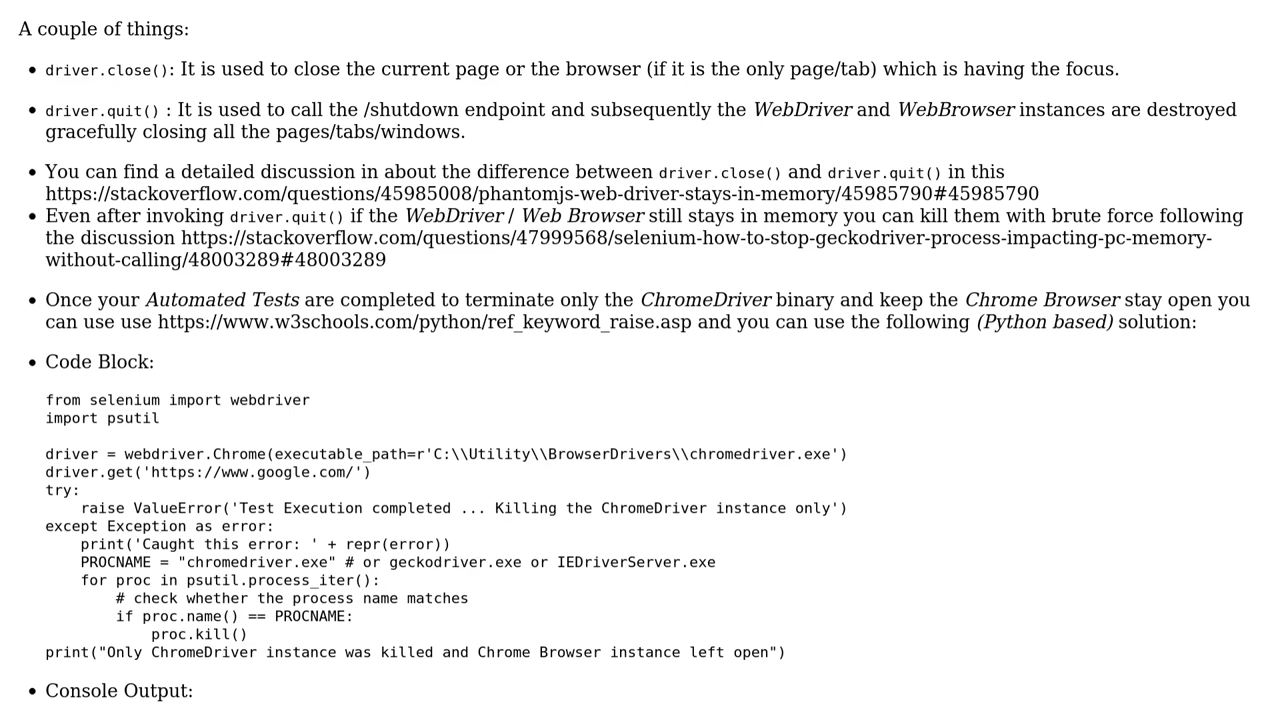 A couple of things:
• driver.close(): It is used to close the current page or the browser (if it is the only page/tab) which is having the focus.
• driver.quit() : It is used to call the /shutdown endpoint and subsequently the WebDriver and WebBrowser instances are destroyed
gracefully closing all the pages/tabs/windows.
• You can find a detailed discussion in about the difference between driver.close() and driver.quit() in this
https://stackoverflow.com/questions/45985008/phantomjs-web-driver-stays-in-memory/45985790#45985790
• Even after invoking driver.quit() if the WebDriver / Web Browser still stays in memory you can kill them with brute force following
the discussion https://stackoverflow.com/questions/47999568/selenium-how-to-stop-geckodriver-process-impacting-pc-memory-
without-calling/48003289#48003289
• Once your Automated Tests are completed to terminate only the ChromeDriver binary and keep the Chrome Browser stay open you
can use use https://www.w3schools.com/python/ref_keyword_raise.asp and you can use the following (Python based) solution:
• Code Block:
from selenium import webdriver
import psutil
driver = webdriver.Chrome(executable_path=r'C:\\Utility\\BrowserDrivers\\chromedriver.exe')
driver.get('https://www.google.com/')
try:
    raise ValueError('Test Execution completed ... Killing the ChromeDriver instance only')
except Exception as error:
    print('Caught this error: ' + repr(error))
    PROCNAME = "chromedriver.exe" # or geckodriver.exe or IEDriverServer.exe
    for proc in psutil.process_iter():
        # check whether the process name matches
        if proc.name() == PROCNAME:
            proc.kill()
print("Only ChromeDriver instance was killed and Chrome Browser instance left open")
• Console Output: